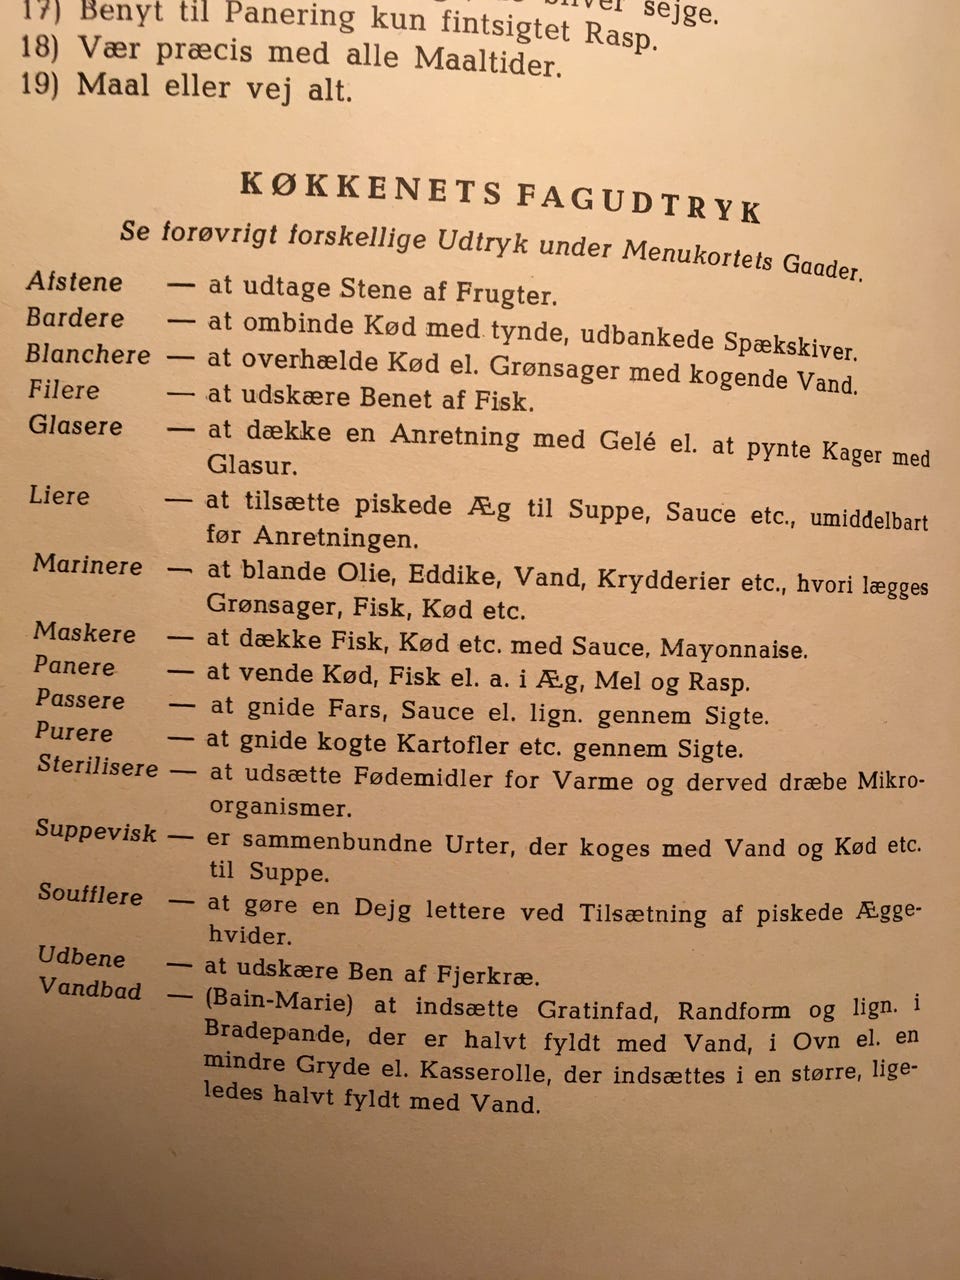 sejge.
17) Benyt til Panering kun fintsigtet Rasp.
18) Vær præcis med alle Maaltider.
19) Maal eller vej alt.
KØKKENETS FAGUDTRYK
Se forøvrigt forskellige Udtryk under Menukortets Gaader.
Afstene — at udtage Stene af Frugter.
Bardere — at ombinde Kød med tynde, udbankede Spækskiver.
Blanchere — at overhælde Kød el. Grønsager med kogende Vand.
Filere — at udskære Benet af Fisk.
Glasere — at dække en Anretning med Gelé el. at pynte Kager med
Glasur.
Liere — at tilsætte piskede Æg til Suppe, Sauce etc., umiddelbart
før Anretningen.
Marinere — at blande Olie, Eddike, Vand, Krydderier etc., hvori lægges
Grønsager, Fisk, Kød etc.
Maskere — at dække Fisk, Kød etc. med Sauce, Mayonnaise.
Panere — at vende Kød, Fisk el. a. i Æg, Mel og Rasp.
Passere — at gnide Fars, Sauce el. lign. gennem Sigte.
Purere — at gnide kogte Kartofler etc. gennem Sigte.
Sterilisere — at udsætte Fødemidler for Varme og derved dræbe Mikro-
organismer.
Suppevisk — er sammenbundne Urter, der koges med Vand og Kød etc.
til Suppe.
Soufflere — at gøre en Dejg lettere ved Tilsætning af piskede Ægge-
hvider.
Udbene — at udskære Ben af Fjerkræ.
Vandbad — (Bain-Marie) at indsætte Gratinfad, Randform og lign. i
Bradepande, der er halvt fyldt med Vand, i Ovn el. en
mindre Gryde el. Kasserolle, der indsættes i en større, lige-
ledes halvt fyldt med Vand.